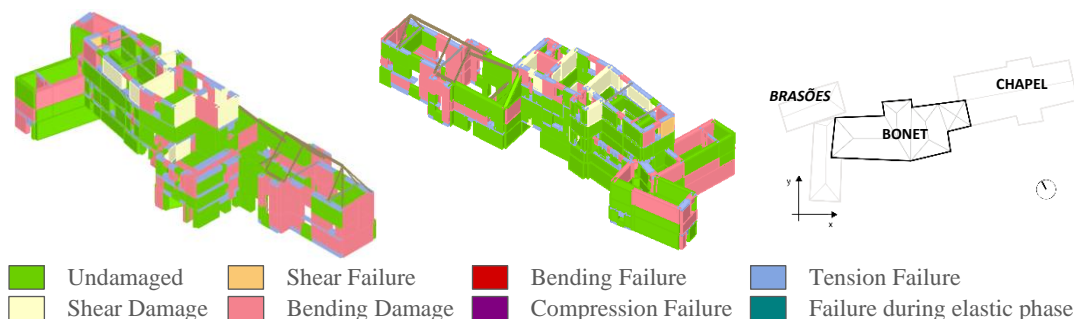 CHAPEL
BRASÕES
BONET
y
x
Undamaged Shear Failure Bending Failure Tension Failure
Shear Damage Bending Damage Compression Failure Failure during elastic phase